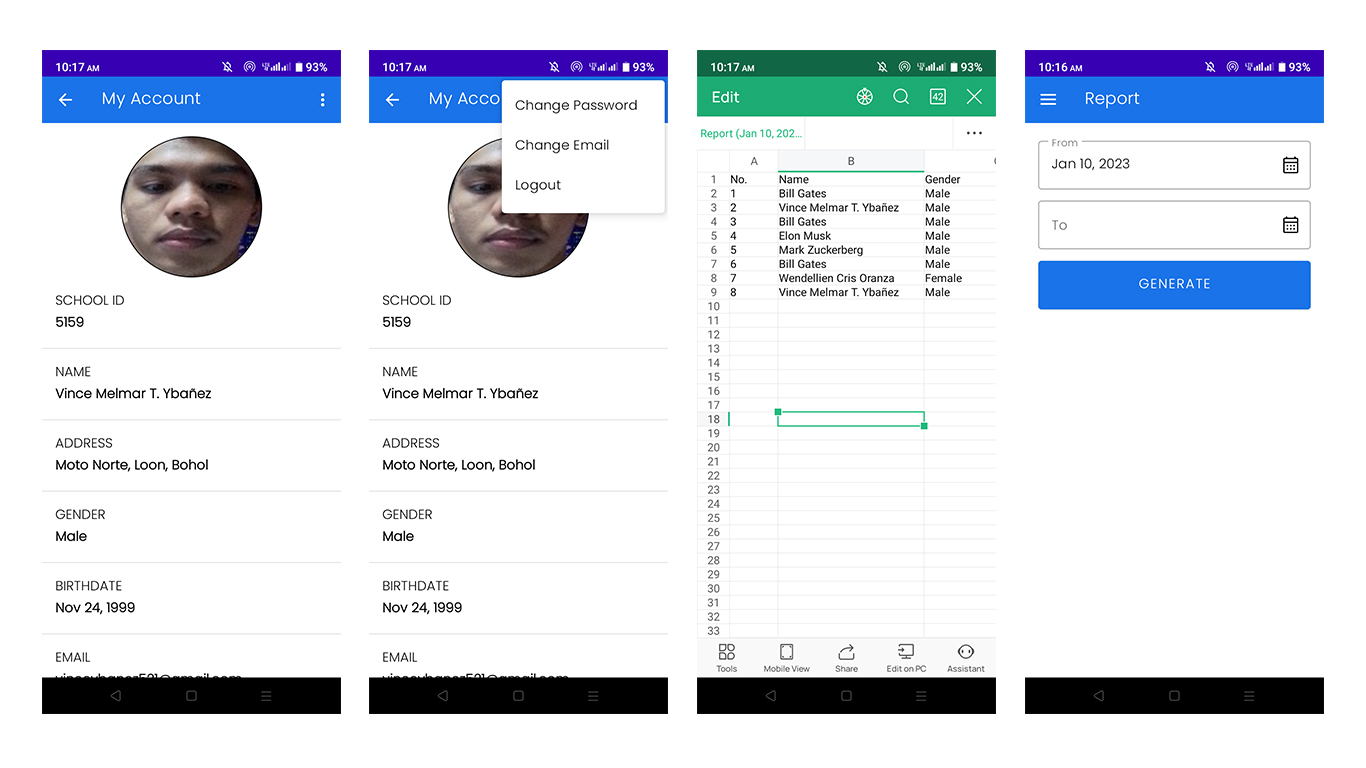 10:17 AM
93%
My Account
SCHOOL ID
5159
NAME
Vince Melmar T. Ybañez
ADDRESS
Moto Norte, Loon, Bohol
GENDER
Male
BIRTHDATE
Nov 24, 1999
EMAIL
10:17 AM
93%
My Acco
Change Password
Change Email
Logout
SCHOOL ID
5159
NAME
Vince Melmar T. Ybañez
ADDRESS
Moto Norte, Loon, Bohol
GENDER
Male
BIRTHDATE
Nov 24, 1999
EMAIL
10:17 AM
93%
Edit
42
Report (Jan 10, 202...
A B
1 No. Name Gender
2 1 Bill Gates Male
3 2 Vince Melmar T. Ybañez Male
4 3 Bill Gates Male
5 4 Elon Musk Male
6 5 Mark Zuckerberg Male
7 6 Bill Gates Male
8 7 Wendellien Cris Oranza Female
9 8 Vince Melmar T. Ybañez Male
10
11
12
13
14
15
16
17
18
19
20
21
22
23
24
25
26
27
28
29
30
31
32
33
Tools Mobile View Share Edit on PC Assistant
10:16 AM
93%
Report
From
Jan 10, 2023
To
GENERATE